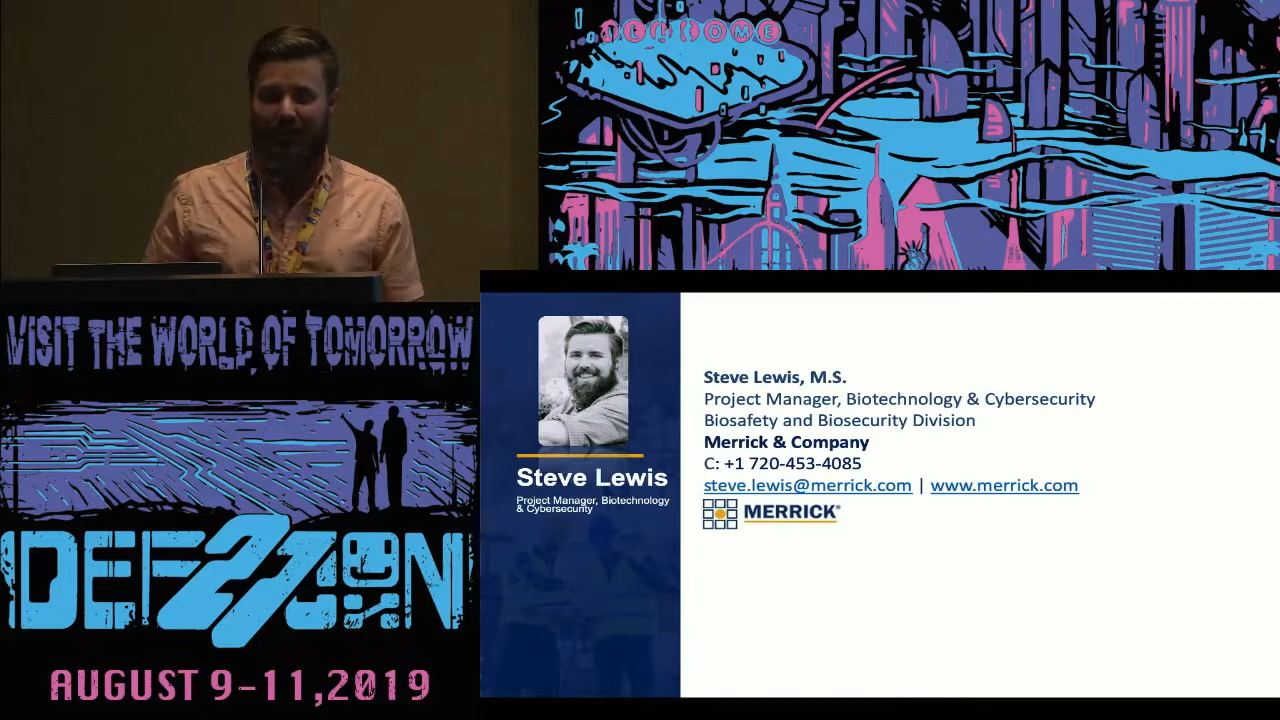 WELCOME
VISIT THE WORLD OF TOMORROW
DEF CON 27
AUGUST 9-11, 2019
Steve Lewis
Project Manager, Biotechnology
& Cybersecurity
Steve Lewis, M.S.
Project Manager, Biotechnology & Cybersecurity
Biosafety and Biosecurity Division
Merrick & Company
C: +1 720-453-4085
steve.lewis@merrick.com | www.merrick.com
MERRICK®